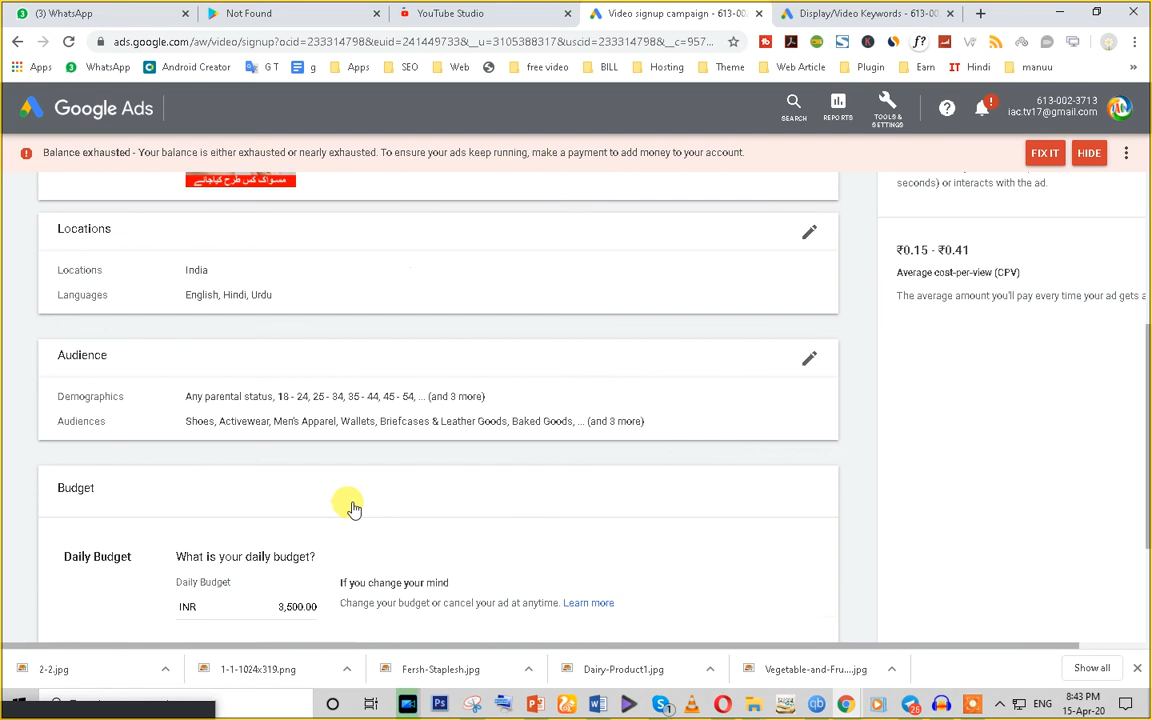 (3) WhatsApp
Not Found
YouTube Studio
Video signup campaign - 613-00
Display/Video Keywords - 613-00
ads.google.com/aw/video/signup?ocid=233314798&euid=241449733&__u=3105388317&uscid=233314798&__c=957...
Apps
WhatsApp
Android Creator
G T
g
Apps
SEO
Web
free video
BILL
Hosting
Theme
Web Article
Plugin
Earn
IT Hindi
manuu
Google Ads
SEARCH
REPORTS
TOOLS & SETTINGS
613-002-3713
iac.tv17@gmail.com
Balance exhausted - Your balance is either exhausted or nearly exhausted. To ensure your ads keep running, make a payment to add money to your account.
FIX IT
HIDE
مسواک کس طرح کیاجائے
seconds) or interacts with the ad.
Locations
Locations
India
Languages
English, Hindi, Urdu
₹0.15 - ₹0.41
Average cost-per-view (CPV)
The average amount you'll pay every time your ad gets a
Audience
Demographics
Any parental status, 18 - 24, 25 - 34, 35 - 44, 45 - 54, ... (and 3 more)
Audiences
Shoes, Activewear, Men's Apparel, Wallets, Briefcases & Leather Goods, Baked Goods, ... (and 3 more)
Budget
Daily Budget
What is your daily budget?
Daily Budget
INR
3,500.00
If you change your mind
Change your budget or cancel your ad at anytime. Learn more
2-2.jpg
1-1-1024x319.png
Fersh-Staplesh.jpg
Dairy-Product1.jpg
Vegetable-and-Fru....jpg
Show all
ENG
8:43 PM
15-Apr-20